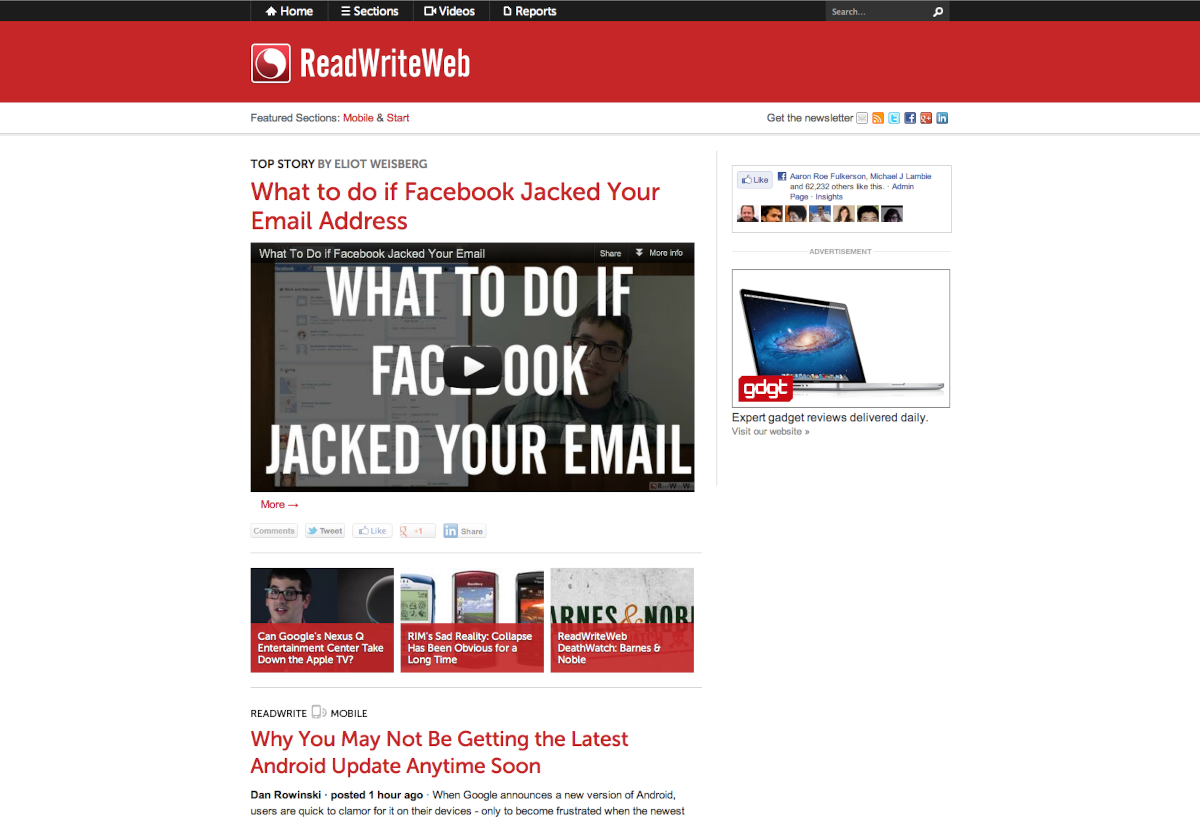 Home
Sections
Videos
Reports
Search...
ReadWriteWeb
Featured Sections: Mobile & Start
Get the newsletter
TOP STORY BY ELIOT WEISBERG
What to do if Facebook Jacked Your
Email Address
What To Do if Facebook Jacked Your Email
Share
More info
WHAT TO DO IF
FACEBOOK
JACKED YOUR EMAIL
More →
Comments
Tweet
Like
+1
Share
Like
Aaron Roe Fulkerson, Michael J Lambie
and 62,232 others like this. · Admin
Page · Insights
ADVERTISEMENT
gdgt
Expert gadget reviews delivered daily.
Visit our website »
Can Google's Nexus Q
Entertainment Center Take
Down the Apple TV?
RIM's Sad Reality: Collapse
Has Been Obvious for a
Long Time
ARNES & NOBL
ReadWriteWeb
DeathWatch: Barnes &
Noble
READWRITE MOBILE
Why You May Not Be Getting the Latest
Android Update Anytime Soon
Dan Rowinski · posted 1 hour ago · When Google announces a new version of Android,
users are quick to clamor for it on their devices - only to become frustrated when the newest